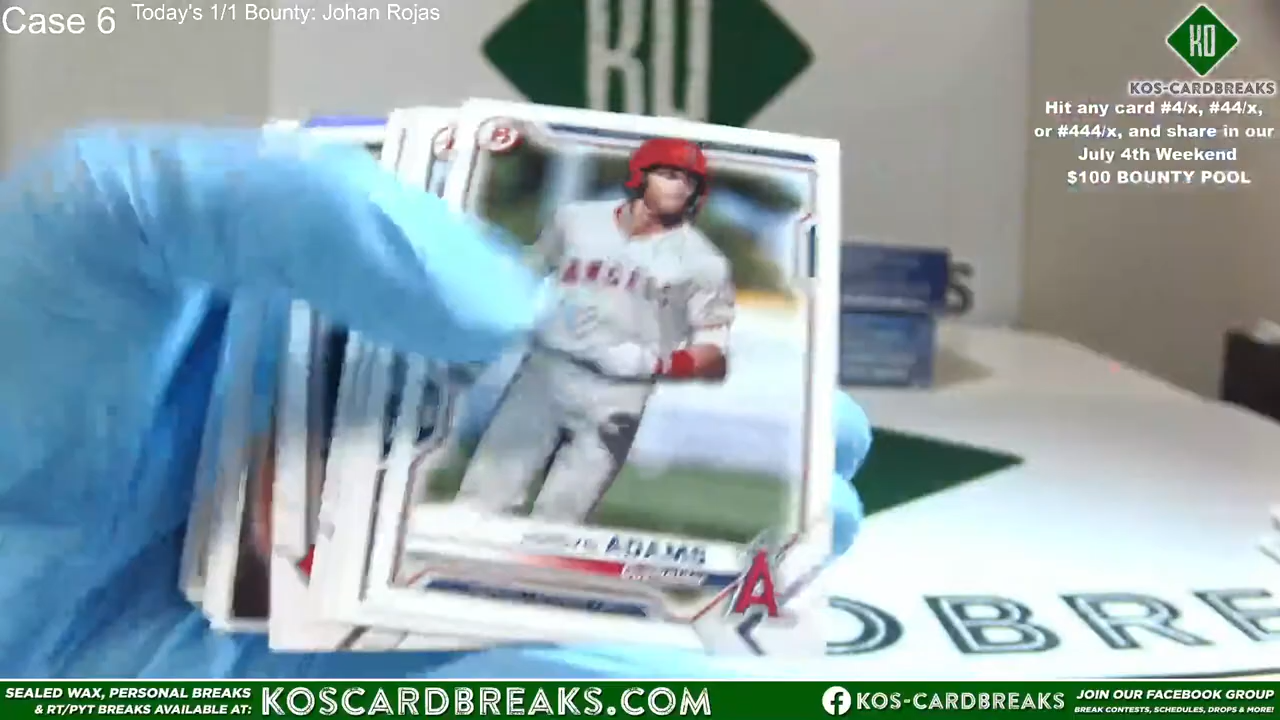 Case 6
Today's 1/1 Bounty: Johan Rojas
KO
KOS-CARDBREAKS
Hit any card #4/x, #44/x,
or #444/x, and share in our
July 4th Weekend
$100 BOUNTY POOL
B
ANGELS
ADAMS
A
OBRE
SEALED WAX, PERSONAL BREAKS
& RT/PYT BREAKS AVAILABLE AT:
KOSCARDBREAKS.COM
KOS-CARDBREAKS
JOIN OUR FACEBOOK GROUP
BREAK CONTESTS, SCHEDULES, DROPS & MORE!